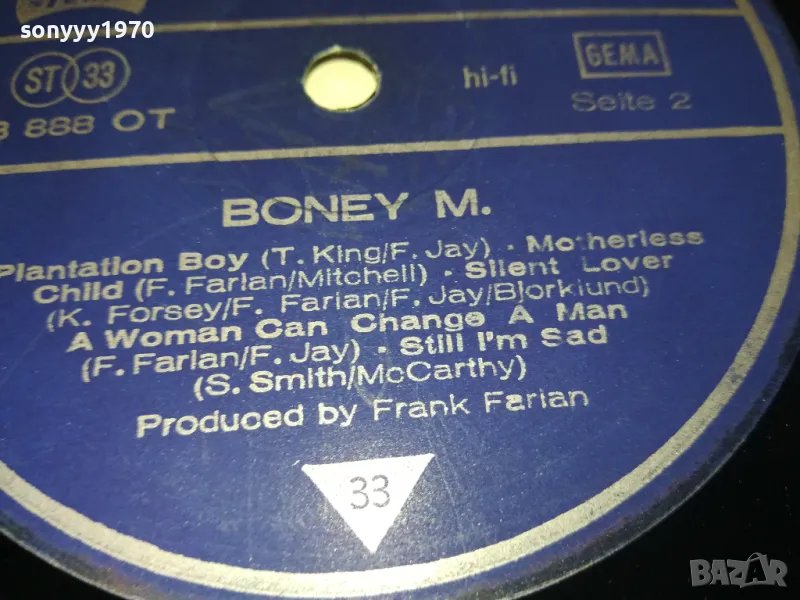 sonyyy1970
ST 33
hi-fi
GEMA
8 888 OT
Seite 2
BONEY M.
Plantation Boy (T. King/F. Jay) · Motherless
Child (F. Farian/Mitchell) · Silent Lover
(K. Forsey/F. Farian/F. Jay/Bjorklund)
A Woman Can Change A Man
(F. Farian/F. Jay) · Still I'm Sad
(S. Smith/McCarthy)
Produced by Frank Farian
33
BAZAR